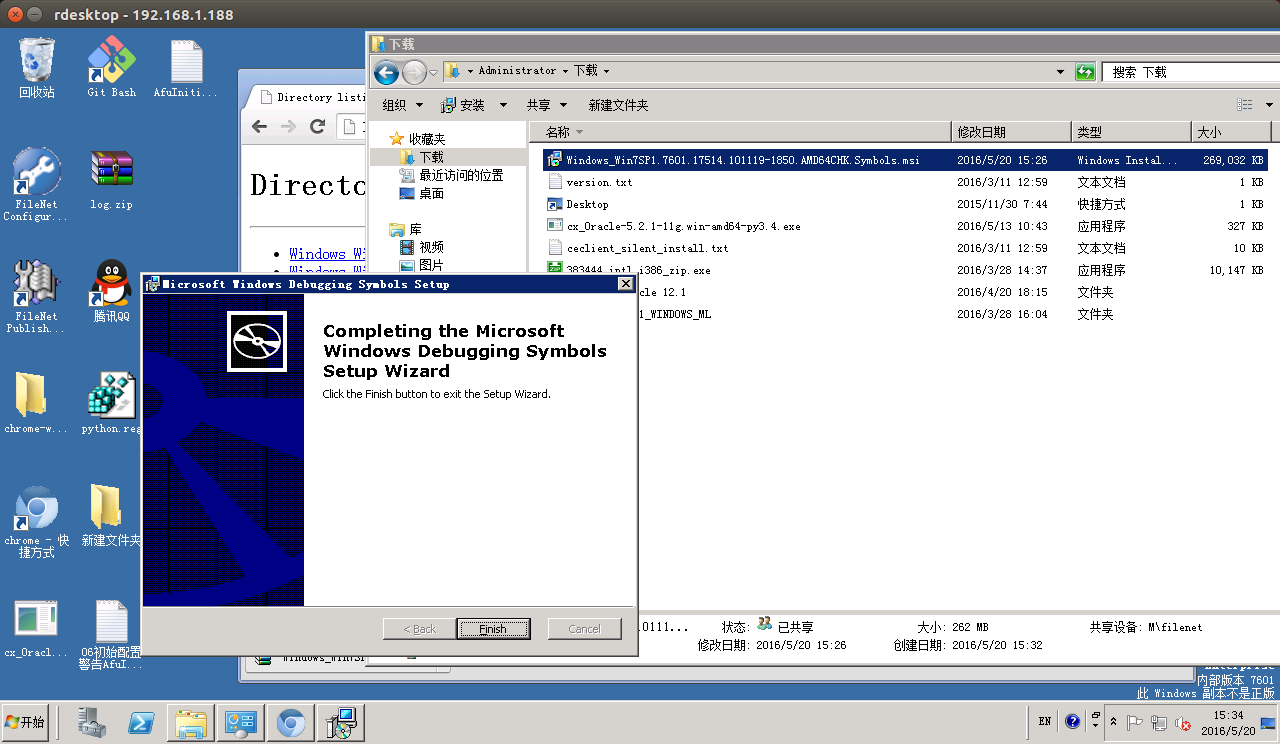 rdesktop - 192.168.1.188
回收站
Git Bash
AfuIniti...
FileNet
Configur...
log.zip
FileNet
Publish...
腾讯QQ
chrome-w...
python.reg
chrome - 快
捷方式
新建文件夹
cx_Oracl...
06初始配置
警告AfuI...
Directory listi
Directo
Windows Wi
下载
Administrator
下载
搜索 下载
组织
安装
共享
新建文件夹
收藏夹
下载
最近访问的位置
桌面
库
视频
图片
名称 修改日期 类型 大小
Windows_Win7SP1.7601.17514.101119-1850.AMD64CHK.Symbols.msi 2016/5/20 15:26 Windows Instal... 269,032 KB
version.txt 2016/3/11 12:59 文本文档 1 KB
Desktop 2015/11/30 7:44 快捷方式 1 KB
cx_Oracle-5.2.1-11g.win-amd64-py3.4.exe 2016/5/13 10:43 应用程序 327 KB
ceclient_silent_install.txt 2016/3/11 12:59 文本文档 10 KB
383444_intl_i386_zip.exe 2016/3/28 14:37 应用程序 10,147 KB
cle 12.1 2016/4/20 18:15 文件夹
1_WINDOWS_ML 2016/3/28 16:04 文件夹
Microsoft Windows Debugging Symbols Setup
Completing the Microsoft
Windows Debugging Symbols
Setup Wizard
Click the Finish button to exit the Setup Wizard.
< Back
Finish
Cancel
.0111... 状态: 已共享 大小: 262 MB 共享设备: M\filenet
修改日期: 2016/5/20 15:26 创建日期: 2016/5/20 15:32
Enterprise
内部版本 7601
此 Windows 副本不是正版
开始
EN
15:34
2016/5/20